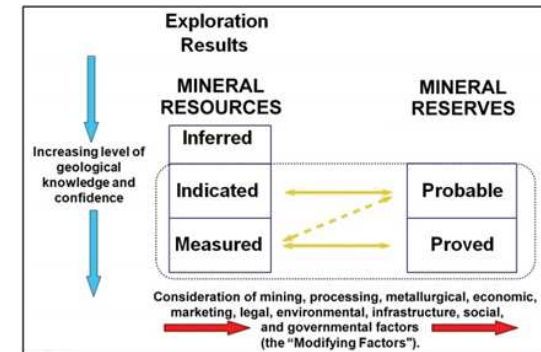 Exploration
Results
MINERAL
RESOURCES
MINERAL
RESERVES
Increasing level of
geological
knowledge and
confidence
Inferred
Indicated
Probable
Measured
Proved
Consideration of mining, processing, metallurgical, economic,
marketing, legal, environmental, infrastructure, social,
and governmental factors
(the “Modifying Factors”).